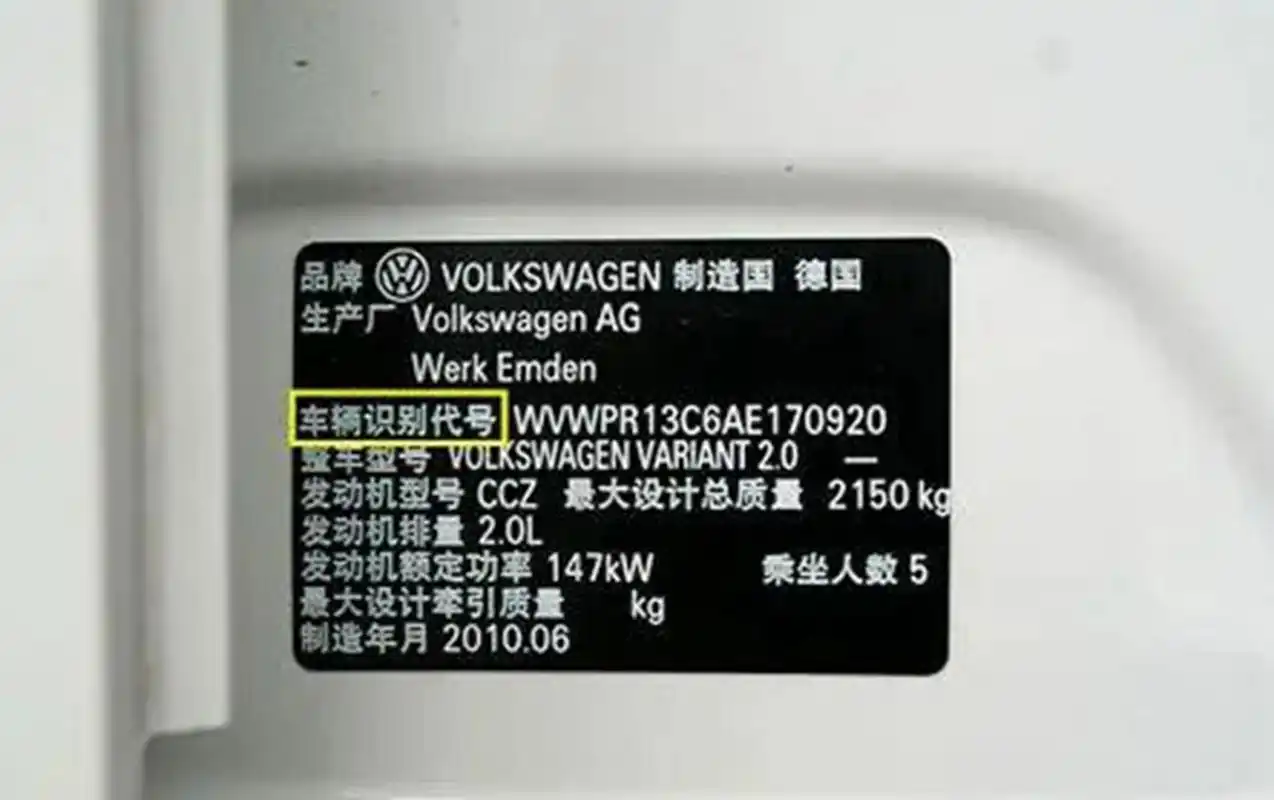 品牌 VOLKSWAGEN 制造国 德国
生产厂 Volkswagen AG
Werk Emden
车辆识别代号 WVWPR13C6AE170920
整车型号 VOLKSWAGEN VARIANT 2.0 —
发动机型号 CCZ 最大设计总质量 2150 kg
发动机排量 2.0L
发动机额定功率 147kW 乘坐人数 5
最大设计牵引质量 kg
制造年月 2010.06